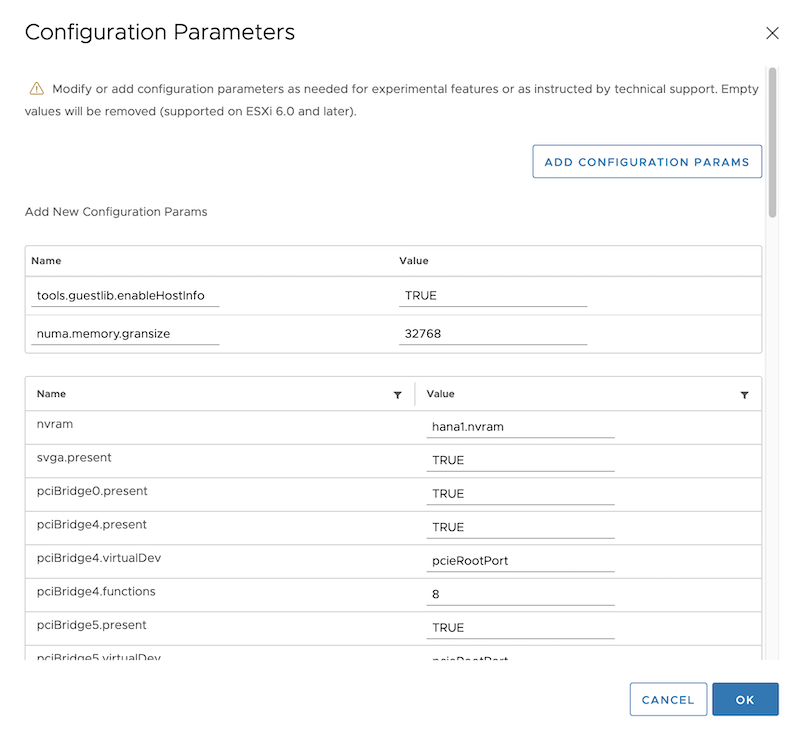 Configuration Parameters
Modify or add configuration parameters as needed for experimental features or as instructed by technical support. Empty
values will be removed (supported on ESXi 6.0 and later).
ADD CONFIGURATION PARAMS
Add New Configuration Params
Name Value
tools.guestlib.enableHostInfo TRUE
numa.memory.gransize 32768
Name Value
nvram hana1.nvram
svga.present TRUE
pciBridge0.present TRUE
pciBridge4.present TRUE
pciBridge4.virtualDev pcieRootPort
pciBridge4.functions 8
pciBridge5.present TRUE
pciBridge5.virtualDev pcieRootPort
CANCEL OK